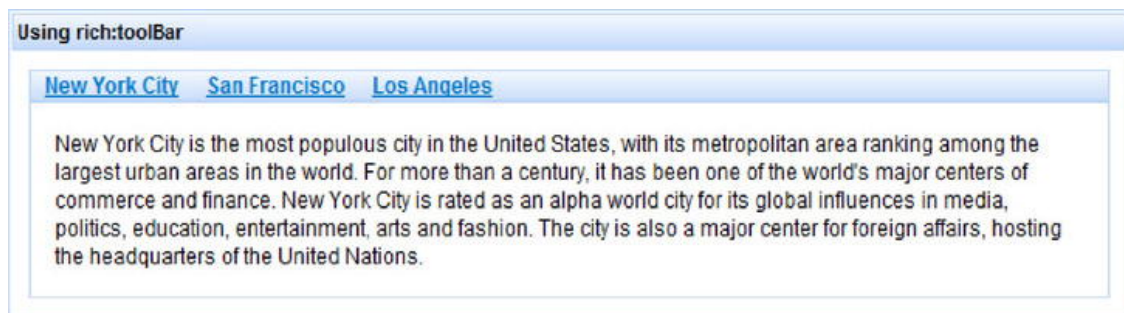 Using rich:toolBar
New York City San Francisco Los Angeles
New York City is the most populous city in the United States, with its metropolitan area ranking among the
largest urban areas in the world. For more than a century, it has been one of the world's major centers of
commerce and finance. New York City is rated as an alpha world city for its global influences in media,
politics, education, entertainment, arts and fashion. The city is also a major center for foreign affairs, hosting
the headquarters of the United Nations.